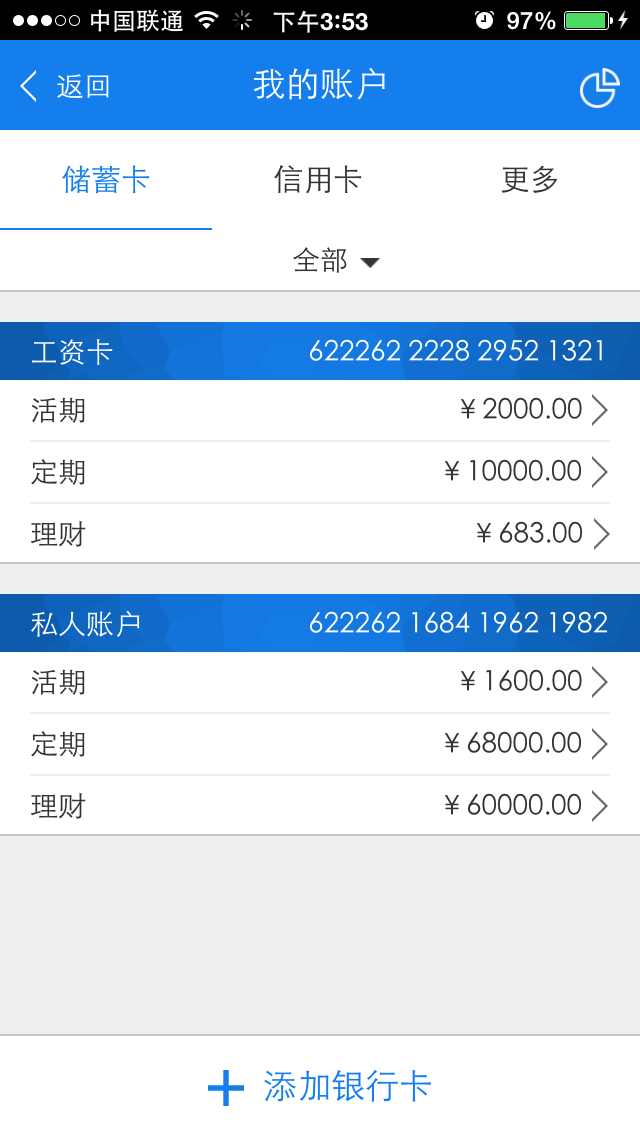 中国联通 下午3:53 97%
返回 我的账户
储蓄卡 信用卡 更多
全部
工资卡 622262 2228 2952 1321
活期 ¥ 2000.00
定期 ¥ 10000.00
理财 ¥ 683.00
私人账户 622262 1684 1962 1982
活期 ¥ 1600.00
定期 ¥ 68000.00
理财 ¥ 60000.00
添加银行卡